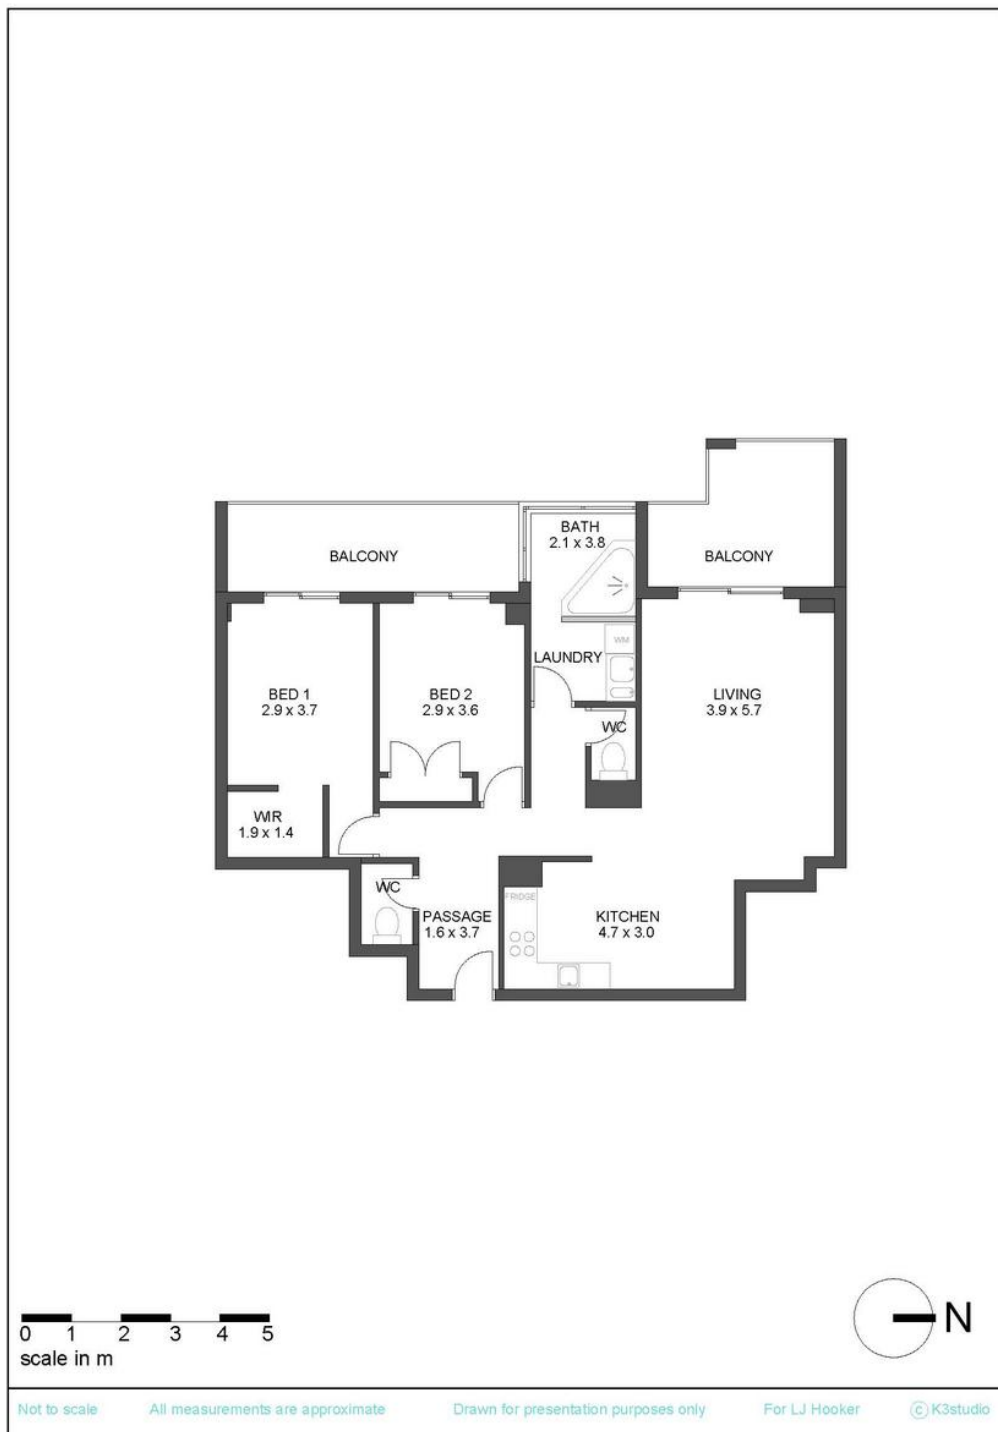 BATH
2.1 x 3.8
BALCONY
BALCONY
WM
LAUNDRY
BED 1
2.9 x 3.7
BED 2
2.9 x 3.6
LIVING
3.9 x 5.7
WC
WIR
1.9 x 1.4
WC
FRIDGE
PASSAGE
1.6 x 3.7
KITCHEN
4.7 x 3.0
0 1 2 3 4 5
scale in m
N
Not to scale All measurements are approximate Drawn for presentation purposes only For LJ Hooker © K3studio